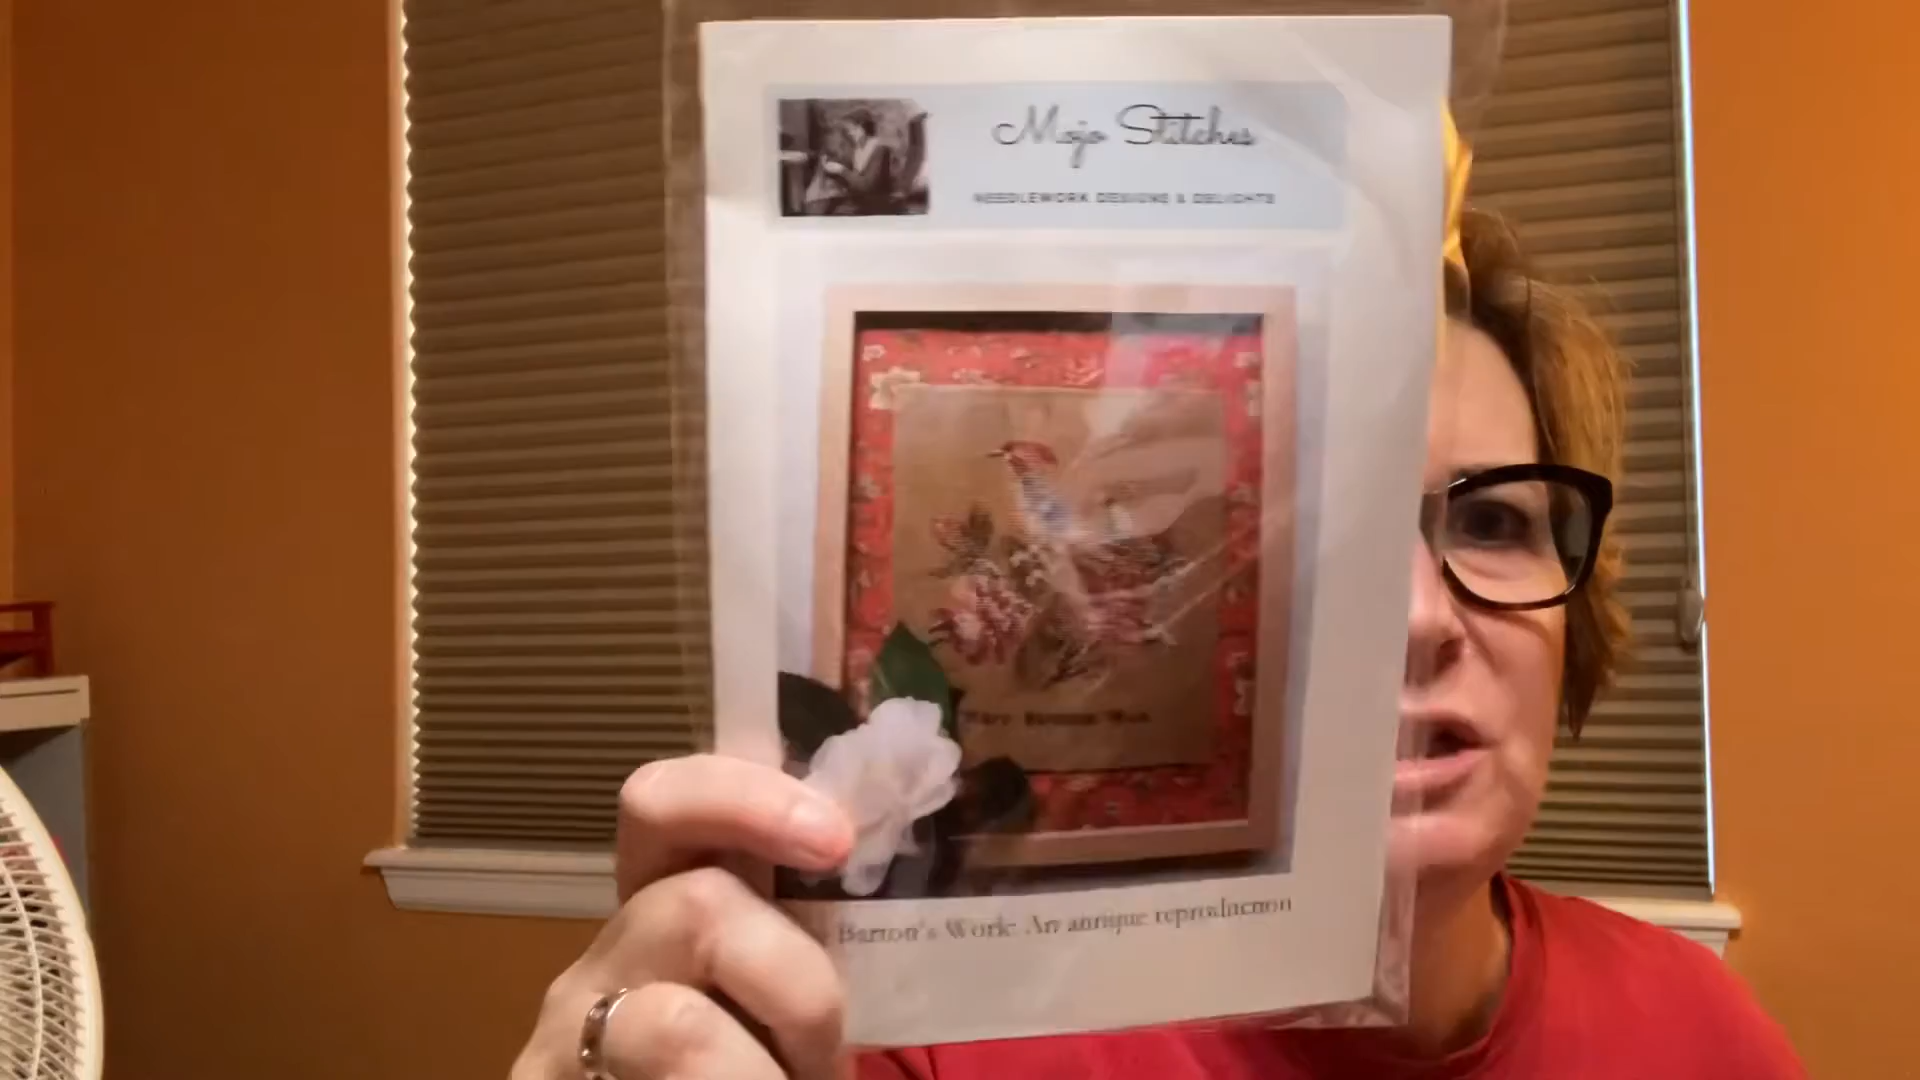 Mojo Stitches
NEEDLEWORK DESIGNS & DELIGHTS
Barton's Work: An antique reproduction